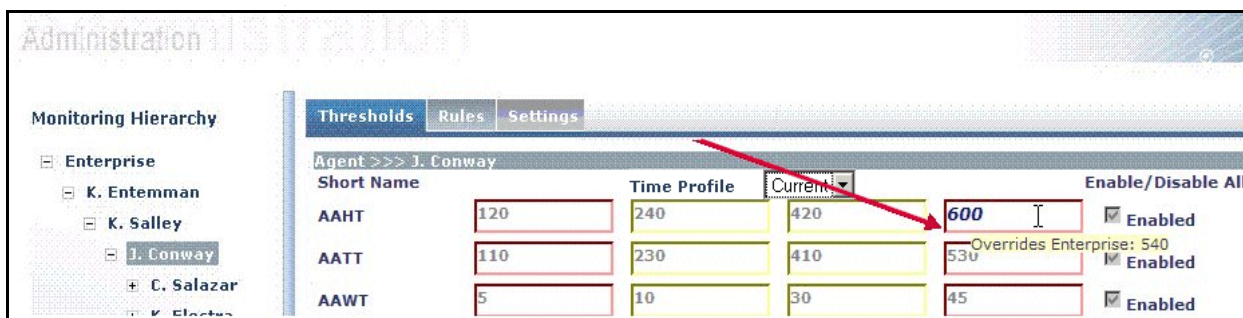 Administration
Monitoring Hierarchy
Enterprise
K. Entemman
K. Salley
J. Conway
C. Salazar
K. Electra
Thresholds Rules Settings
Agent >>> J. Conway
Short Name Time Profile Current Enable/Disable All
AAHT 120 240 420 600 Enabled
Overrides Enterprise: 540
AATT 110 230 410 530 Enabled
AAWT 5 10 30 45 Enabled